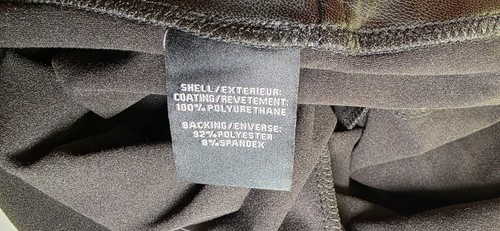 SHELL/EXTERIEUR:
COATING/REVETEMENT:
100% POLYURETHANE
BACKING/ENVERSE:
92% POLYESTER
8% SPANDEX